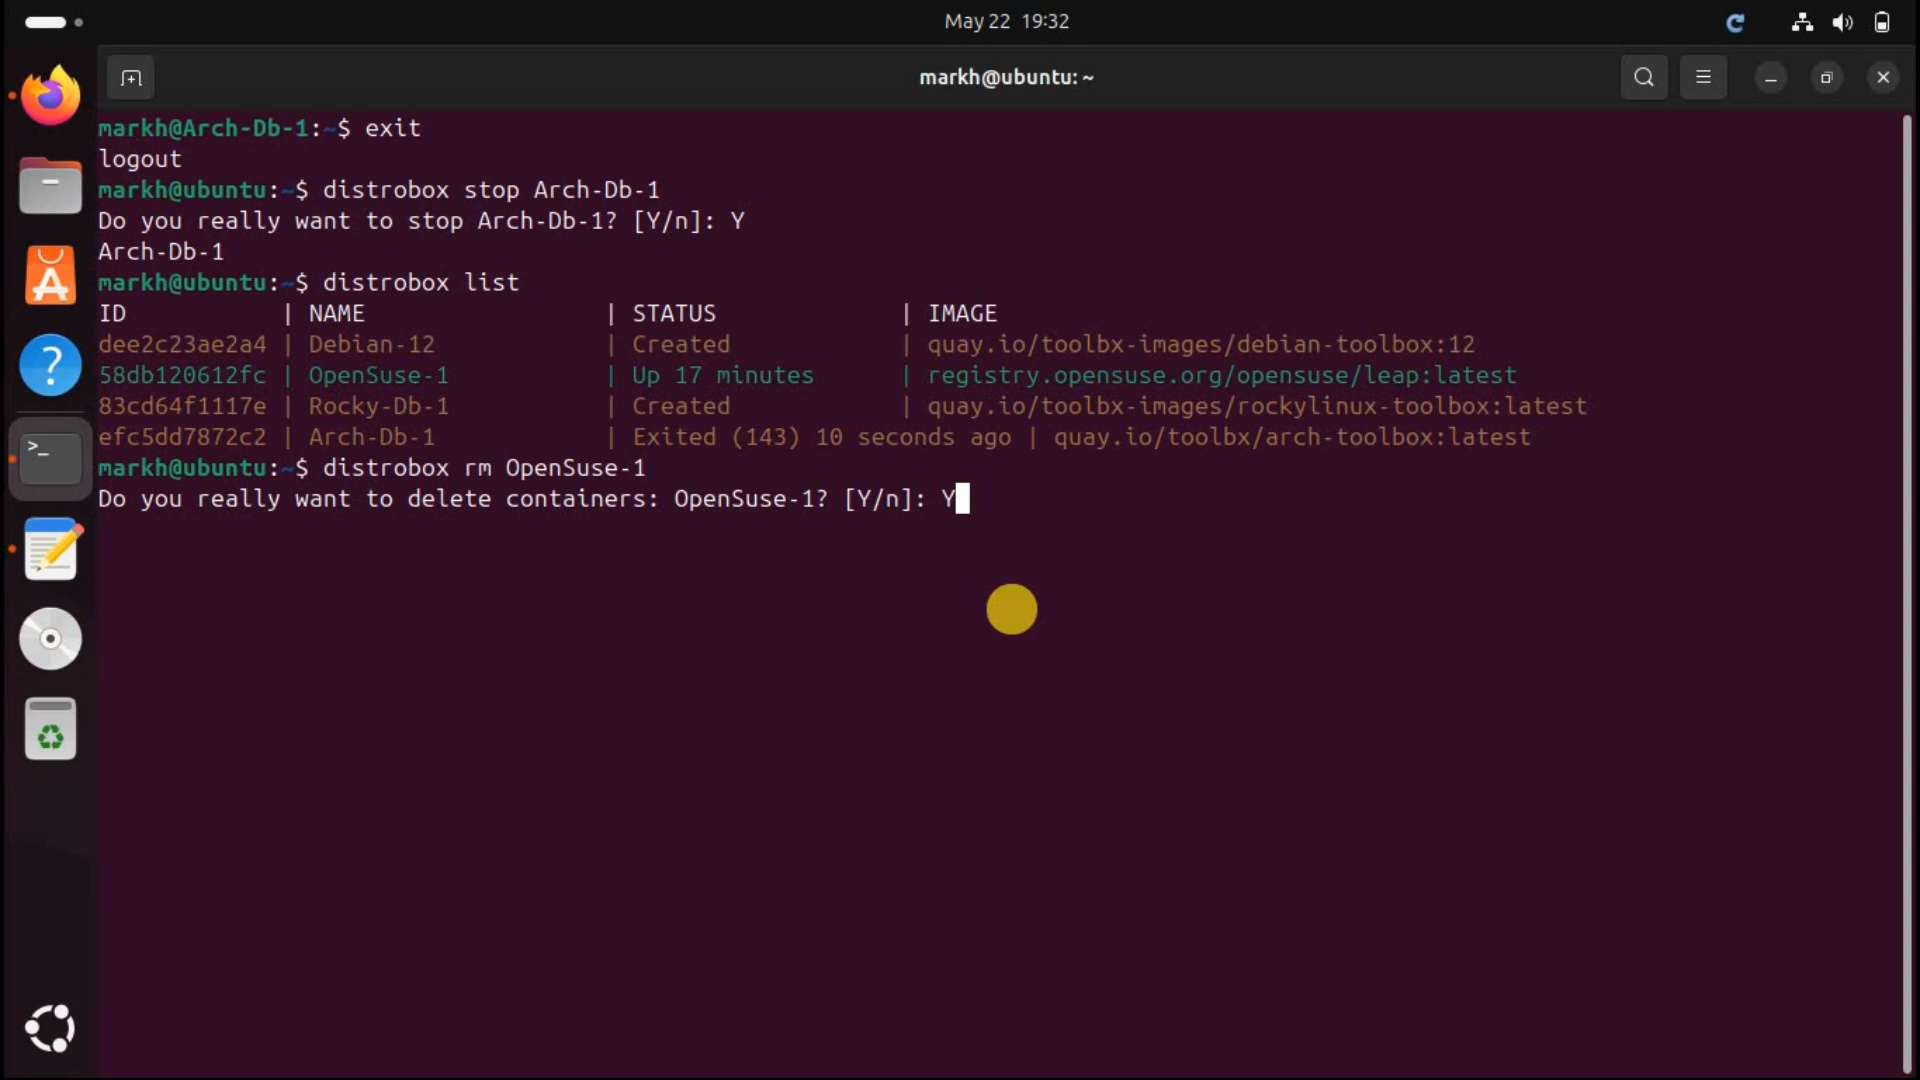 May 22 19:32
markh@ubuntu: ~
markh@Arch-Db-1:~$ exit
logout
markh@ubuntu:~$ distrobox stop Arch-Db-1
Do you really want to stop Arch-Db-1? [Y/n]: Y
Arch-Db-1
markh@ubuntu:~$ distrobox list
ID | NAME | STATUS | IMAGE
dee2c23ae2a4 | Debian-12 | Created | quay.io/toolbx-images/debian-toolbox:12
58db120612fc | OpenSuse-1 | Up 17 minutes | registry.opensuse.org/opensuse/leap:latest
83cd64f1117e | Rocky-Db-1 | Created | quay.io/toolbx-images/rockylinux-toolbox:latest
efc5dd7872c2 | Arch-Db-1 | Exited (143) 10 seconds ago | quay.io/toolbx/arch-toolbox:latest
markh@ubuntu:~$ distrobox rm OpenSuse-1
Do you really want to delete containers: OpenSuse-1? [Y/n]: Y